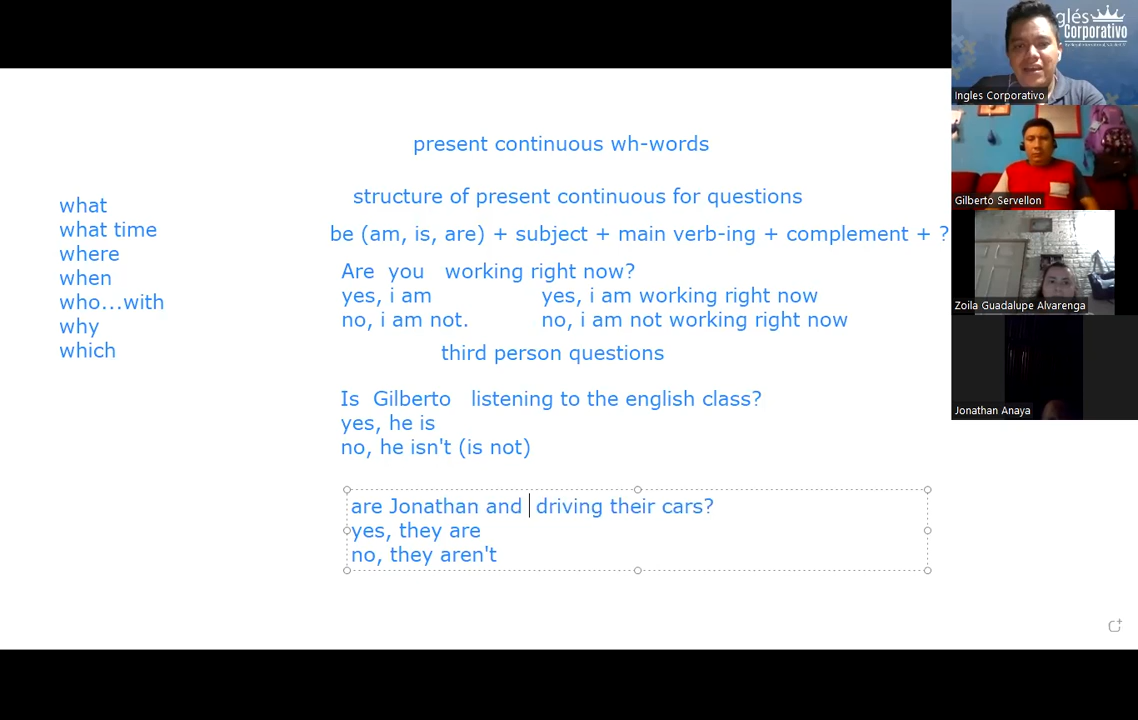 present continuous wh-words
structure of present continuous for questions
be (am, is, are) + subject + main verb-ing + complement + ?
what
what time
where
when
who...with
why
which
Are you working right now?
yes, i am
yes, i am working right now
no, i am not.
no, i am not working right now
third person questions
Is Gilberto listening to the english class?
yes, he is
no, he isn't (is not)
are Jonathan and driving their cars?
yes, they are
no, they aren't
glés
Corporativo
Ingles Corporativo
Gilberto Servellon
Zoila Guadalupe Alvarenga
Jonathan Anaya